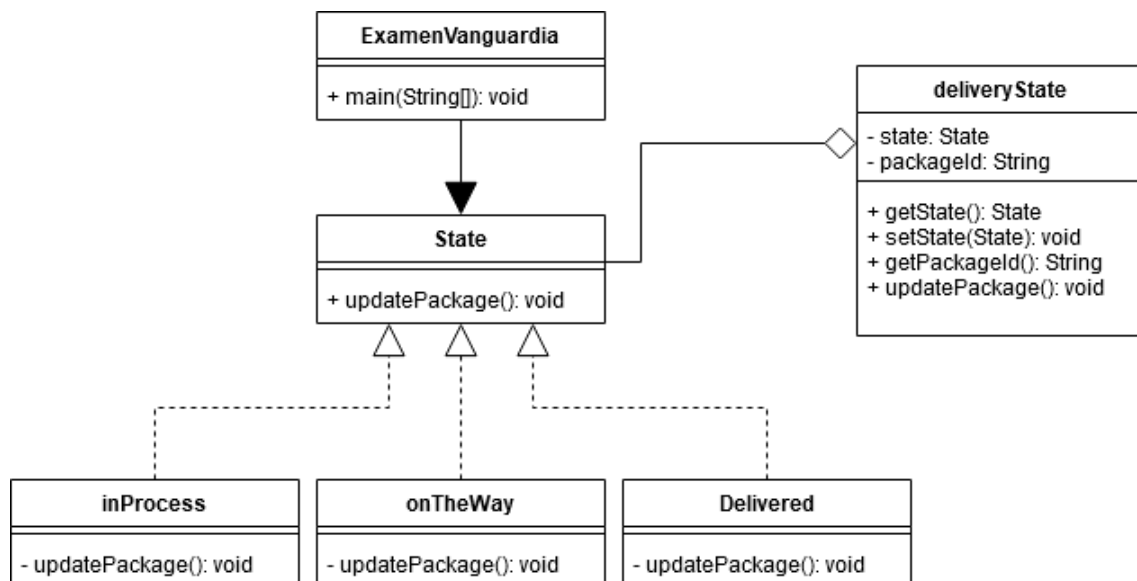 ExamenVanguardia
+ main(String[]): void
deliveryState
- state: State
- packageId: String
+ getState(): State
+ setState(State): void
+ getPackageId(): String
+ updatePackage(): void
State
+ updatePackage(): void
inProcess
- updatePackage(): void
onTheWay
- updatePackage(): void
Delivered
- updatePackage(): void